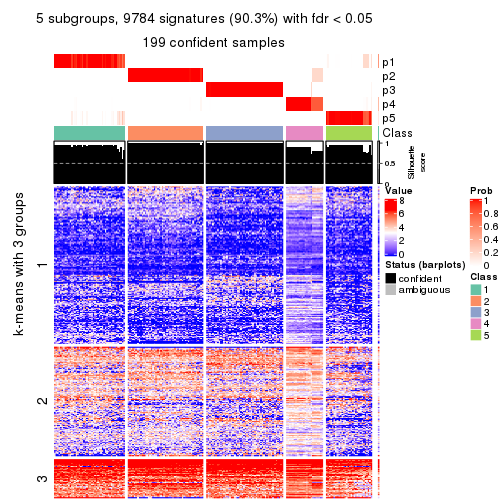 5 subgroups, 9784 signatures (90.3%) with fdr < 0.05
199 confident samples
p1
p2
p3
p4
p5
Class
1
0.5
0
Silhouette
score
k-means with 3 groups
1
2
3
Value
8
6
4
2
0
Status (barplots)
confident
ambiguous
Prob
1
0.8
0.6
0.4
0.2
0
Class
1
2
3
4
5